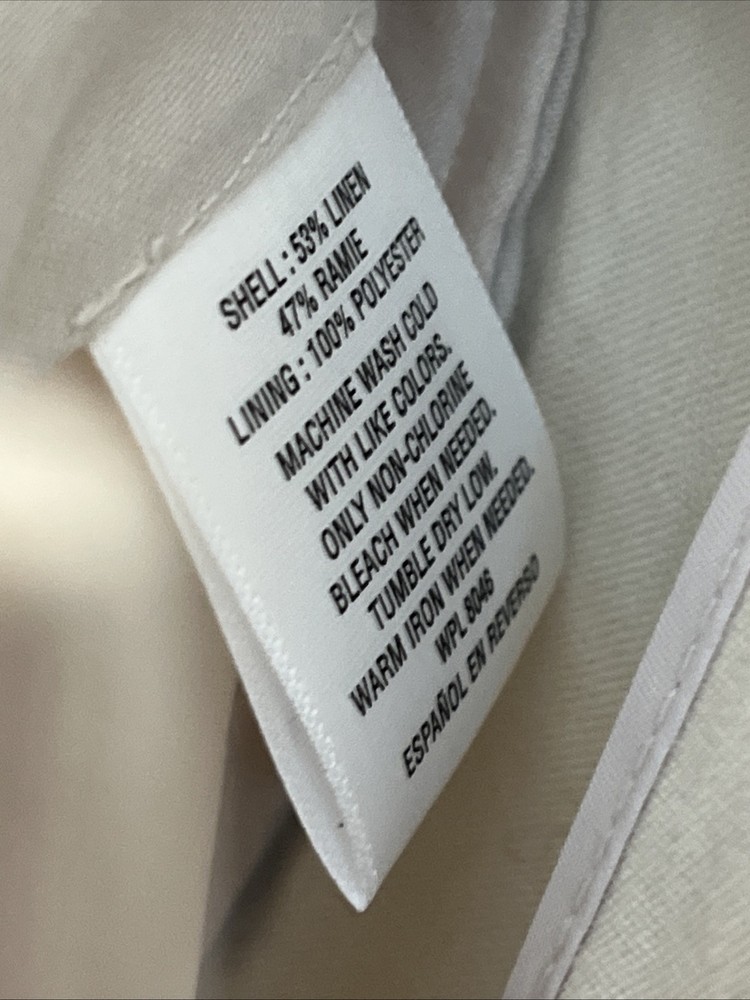 SHELL : 53% LINEN
47% RAMIE
LINING : 100% POLYESTER
MACHINE WASH COLD
WITH LIKE COLORS.
ONLY NON-CHLORINE
BLEACH WHEN NEEDED.
TUMBLE DRY LOW.
WARM IRON WHEN NEEDED.
WPL 8046
ESPAÑOL EN REVERSO